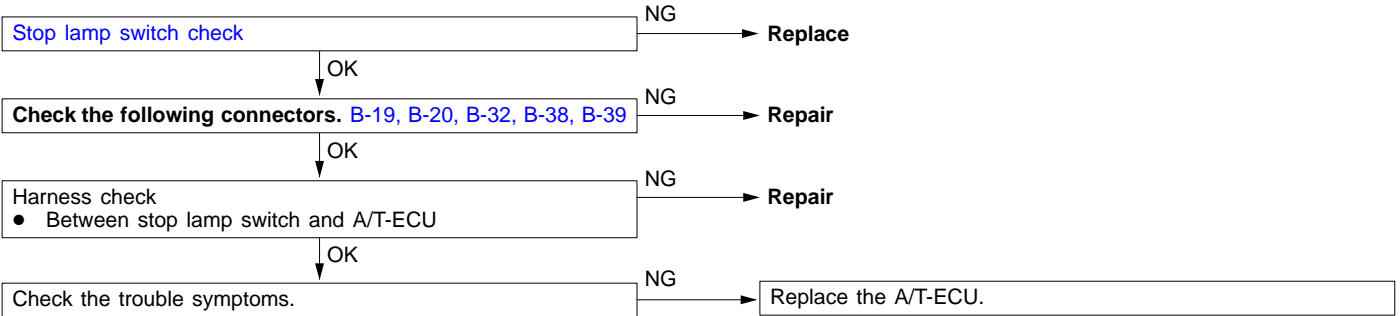 Stop lamp switch check
NG
Replace
OK
Check the following connectors. B-19, B-20, B-32, B-38, B-39
NG
Repair
OK
Harness check
● Between stop lamp switch and A/T-ECU
NG
Repair
OK
Check the trouble symptoms.
NG
Replace the A/T-ECU.